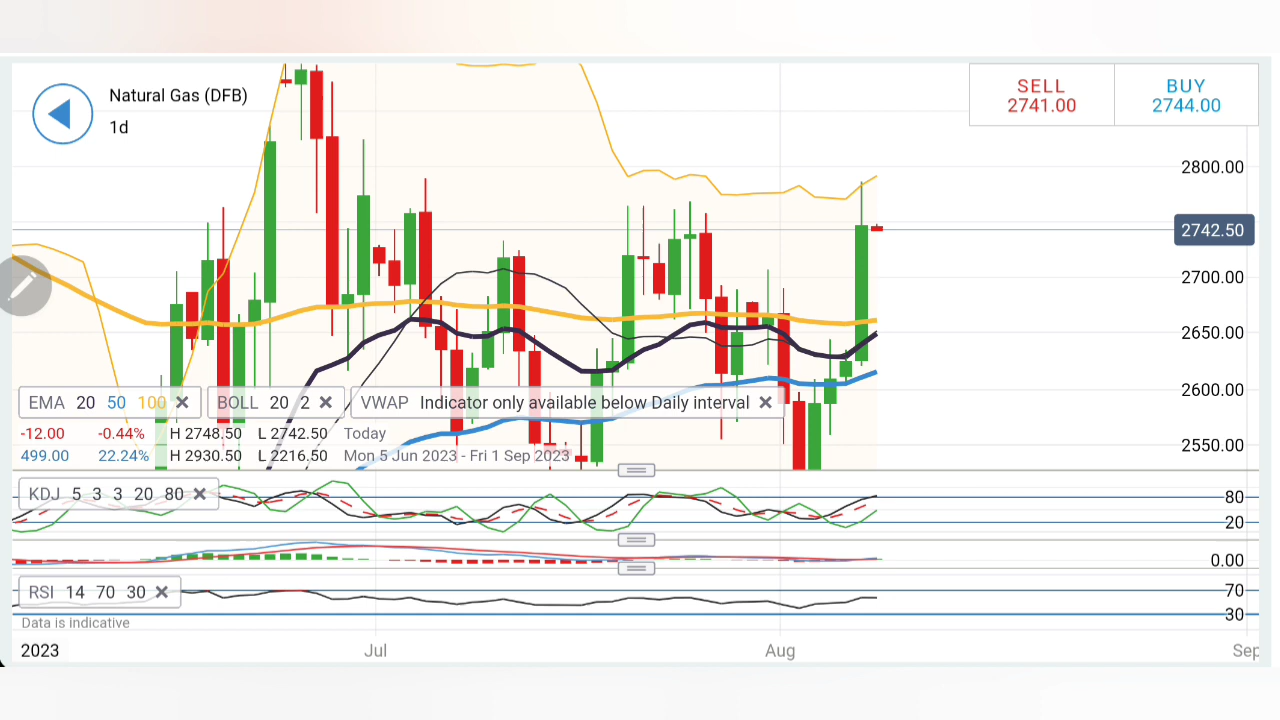 Natural Gas (DFB)
1d
SELL
2741.00
BUY
2744.00
2800.00
2742.50
2700.00
2650.00
2600.00
2550.00
EMA 20 50 100
BOLL 20 2
VWAP Indicator only available below Daily interval
-12.00 -0.44% H 2748.50 L 2742.50 Today
499.00 22.24% H 2930.50 L 2216.50 Mon 5 Jun 2023 - Fri 1 Sep 2023
KDJ 5 3 3 20 80
80
20
0.00
RSI 14 70 30
70
30
Data is indicative
2023 Jul Aug Sep